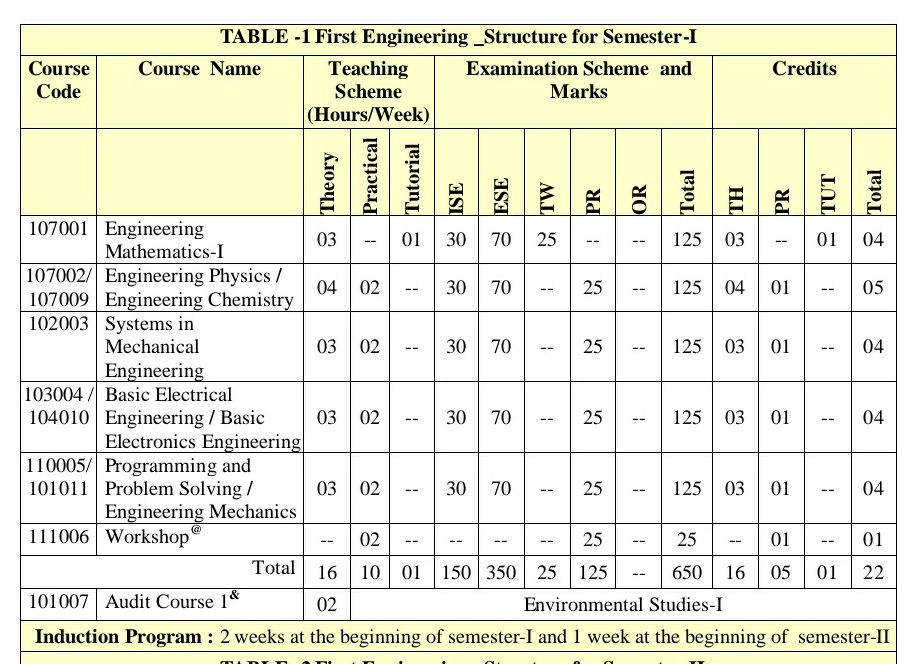 TABLE -1 First Engineering _Structure for Semester-I
Course Code Course Name Teaching Scheme (Hours/Week) Examination Scheme and Marks Credits
Theory Practical Tutorial ISE ESE TW PR OR Total TH PR TUT Total
107001 Engineering Mathematics-I 03 -- 01 30 70 25 -- -- 125 03 -- 01 04
107002/ 107009 Engineering Physics / Engineering Chemistry 04 02 -- 30 70 -- 25 -- 125 04 01 -- 05
102003 Systems in Mechanical Engineering 03 02 -- 30 70 -- 25 -- 125 03 01 -- 04
103004 / 104010 Basic Electrical Engineering / Basic Electronics Engineering 03 02 -- 30 70 -- 25 -- 125 03 01 -- 04
110005/ 101011 Programming and Problem Solving / Engineering Mechanics 03 02 -- 30 70 -- 25 -- 125 03 01 -- 04
111006 Workshop@ -- 02 -- -- -- -- 25 -- 25 -- 01 -- 01
Total 16 10 01 150 350 25 125 -- 650 16 05 01 22
101007 Audit Course 1& 02 Environmental Studies-I
Induction Program : 2 weeks at the beginning of semester-I and 1 week at the beginning of semester-II